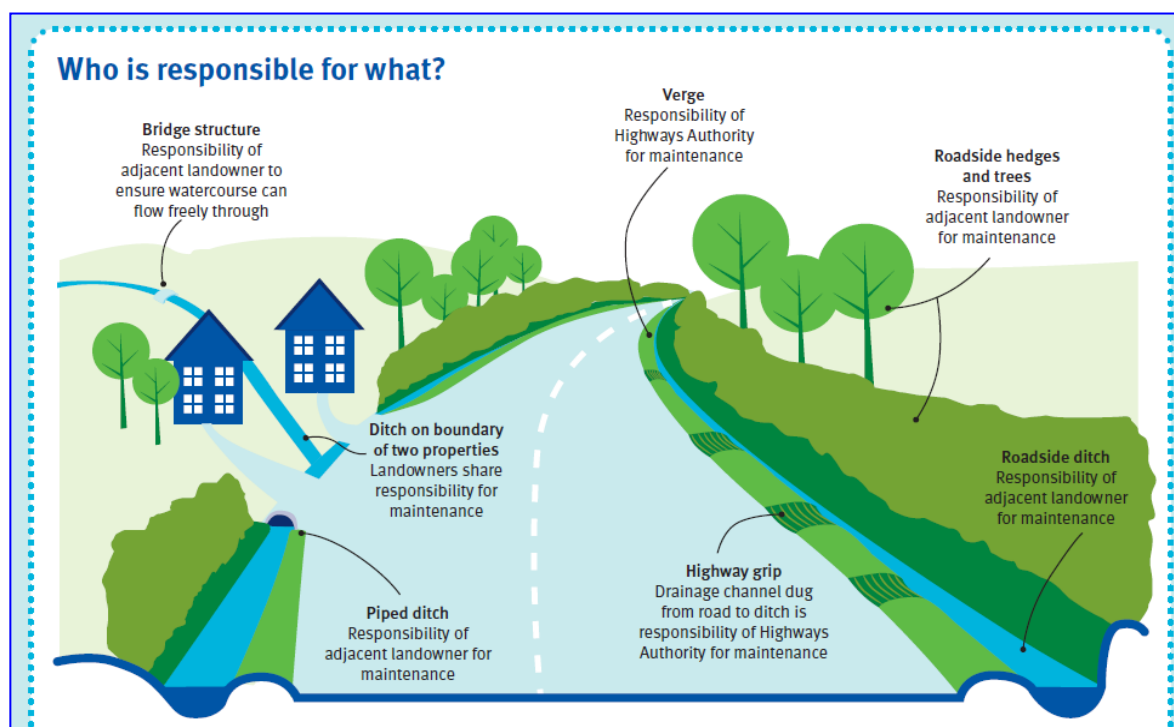 Who is responsible for what?
Bridge structure
Responsibility of
adjacent landowner to
ensure watercourse can
flow freely through
Verge
Responsibility of
Highways Authority
for maintenance
Roadside hedges
and trees
Responsibility of
adjacent landowner
for maintenance
Ditch on boundary
of two properties
Landowners share
responsibility for
maintenance
Roadside ditch
Responsibility of
adjacent landowner
for maintenance
Piped ditch
Responsibility of
adjacent landowner for
maintenance
Highway grip
Drainage channel dug
from road to ditch is
responsibility of Highways
Authority for maintenance